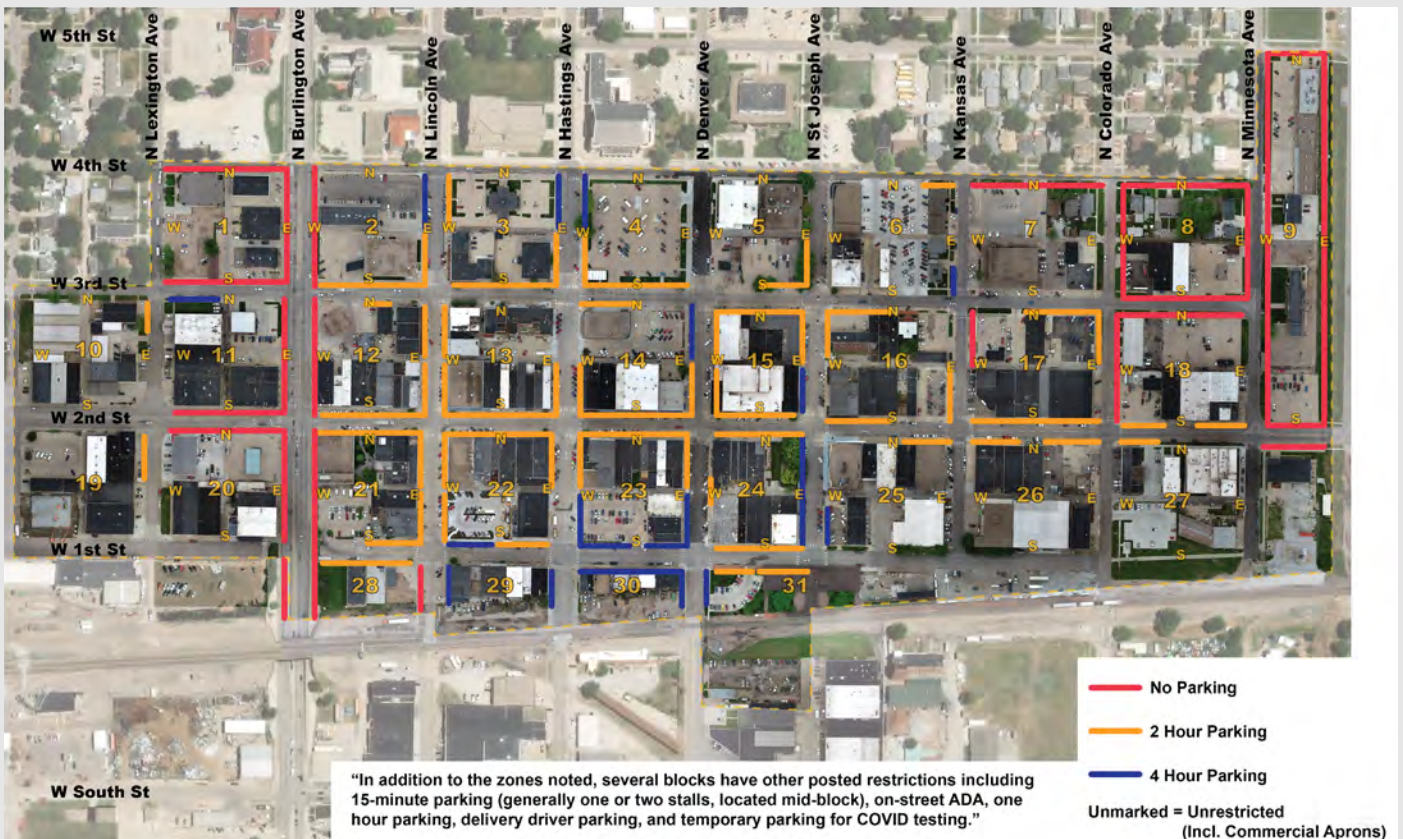 W 5th St
N Lexington Ave
N Burlington Ave
N Lincoln Ave
N Hastings Ave
N Denver Ave
N St Joseph Ave
N Kansas Ave
N Colorado Ave
N Minnesota Ave
W 4th St
N N N N N N N N N
W 1 E W 2 E W 3 E W 4 E W 5 E W 6 E W 7 E W 8 E W 9 E
S S S S S S S S
W 3rd St
N N N N N N N N N
W 10 E W 11 E W 12 E W 13 E W 14 E W 15 E W 16 E W 17 E W 18 E
S S S S S S S S S S
W 2nd St
N N N N N N N N
W 19 E W 20 E W 21 E W 22 E W 23 E W 24 E W 25 E W 26 E W 27 E
S S S S S S S S S
W 1st St
28 29 30 31
No Parking
2 Hour Parking
4 Hour Parking
Unmarked = Unrestricted
(Incl. Commercial Aprons)
W South St
“In addition to the zones noted, several blocks have other posted restrictions including
15-minute parking (generally one or two stalls, located mid-block), on-street ADA, one
hour parking, delivery driver parking, and temporary parking for COVID testing.”